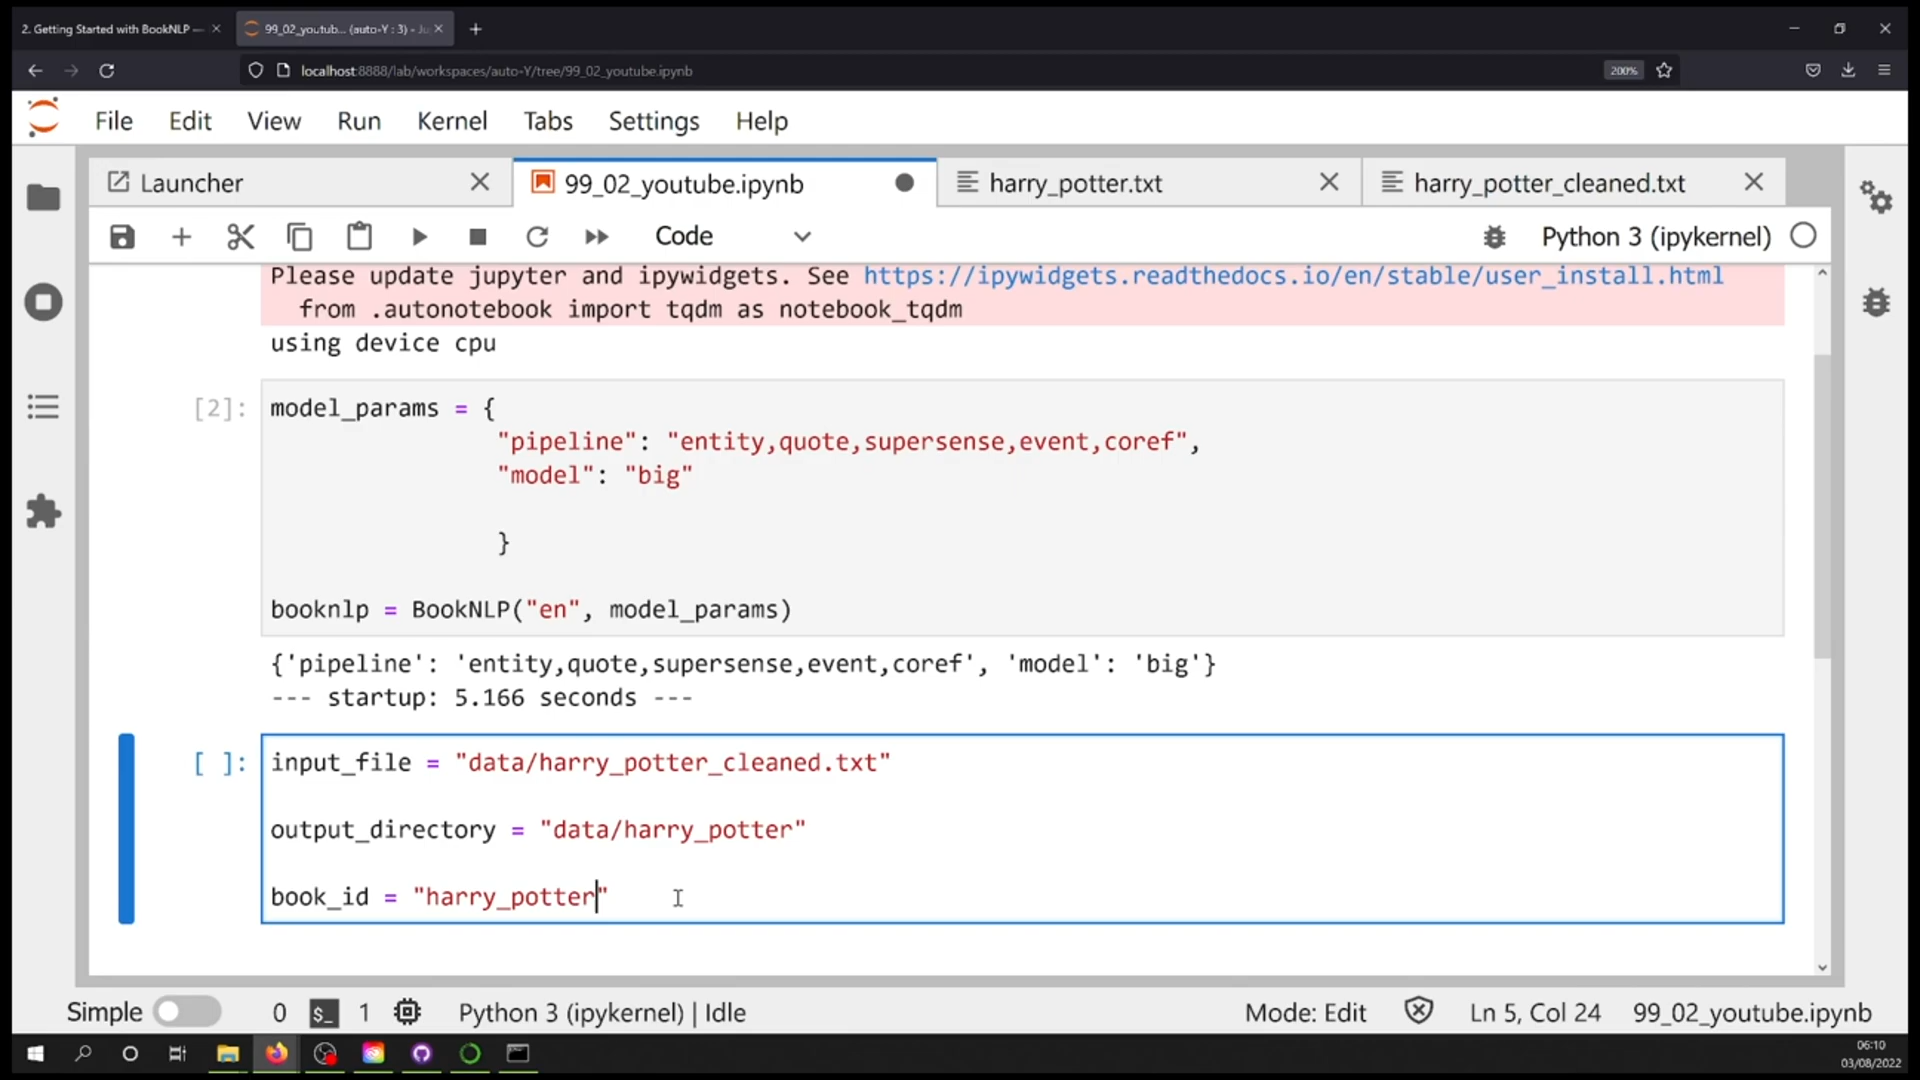 2. Getting Started with BookNLP —
99_02_youtub... (auto-Y : 3) - Ju
localhost:8888/lab/workspaces/auto-Y/tree/99_02_youtube.ipynb
200%
File Edit View Run Kernel Tabs Settings Help
Launcher
99_02_youtube.ipynb
harry_potter.txt
harry_potter_cleaned.txt
Code
Python 3 (ipykernel)
Please update jupyter and ipywidgets. See https://ipywidgets.readthedocs.io/en/stable/user_install.html
from .autonotebook import tqdm as notebook_tqdm
using device cpu
[2]: model_params = {
"pipeline": "entity,quote,supersense,event,coref",
"model": "big"
}
booknlp = BookNLP("en", model_params)
{'pipeline': 'entity,quote,supersense,event,coref', 'model': 'big'}
--- startup: 5.166 seconds ---
[ ]: input_file = "data/harry_potter_cleaned.txt"
output_directory = "data/harry_potter"
book_id = "harry_potter"
Simple 0 $_ 1 Python 3 (ipykernel) | Idle Mode: Edit Ln 5, Col 24 99_02_youtube.ipynb
06:10
03/08/2022